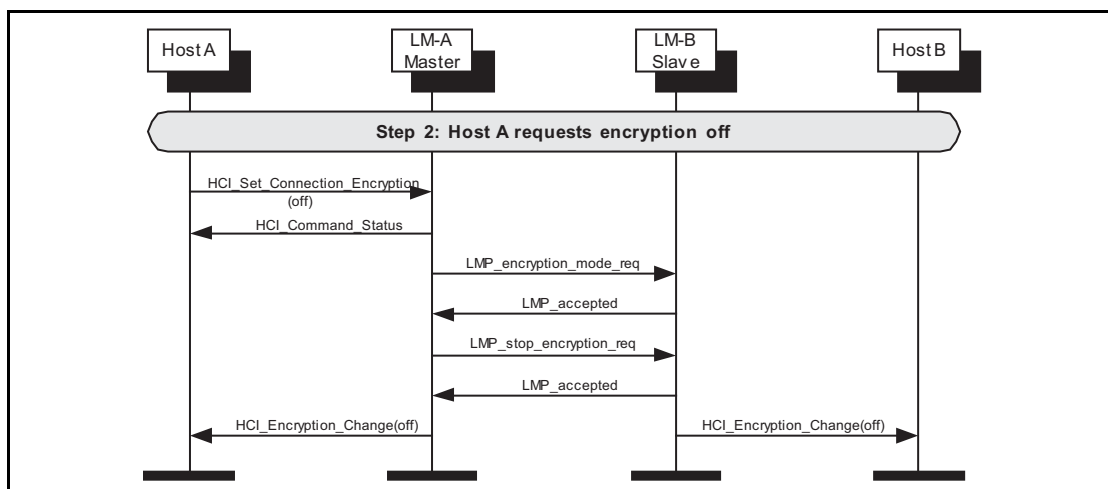 Host A
LM-A
Master
LM-B
Slave
Host B
Step 2: Host A requests encryption off
HCI_Set_Connection_Encryption
(off)
HCI_Command_Status
LMP_encryption_mode_req
LMP_accepted
LMP_stop_encryption_req
LMP_accepted
HCI_Encryption_Change(off)
HCI_Encryption_Change(off)